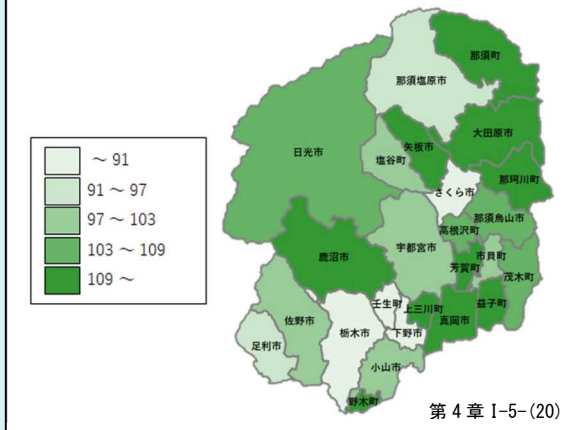 ～91
91～97
97～103
103～109
109～
那須町
那須塩原市
大田原市
日光市
矢板市
塩谷町
那珂川町
さくら市
那須烏山市
高根沢町
宇都宮市
市貝町
鹿沼市
芳賀町
茂木町
壬生町
上三川町
益子町
佐野市
真岡市
栃木市
下野市
足利市
小山市
野木町
第4章Ⅰ-5-(20)